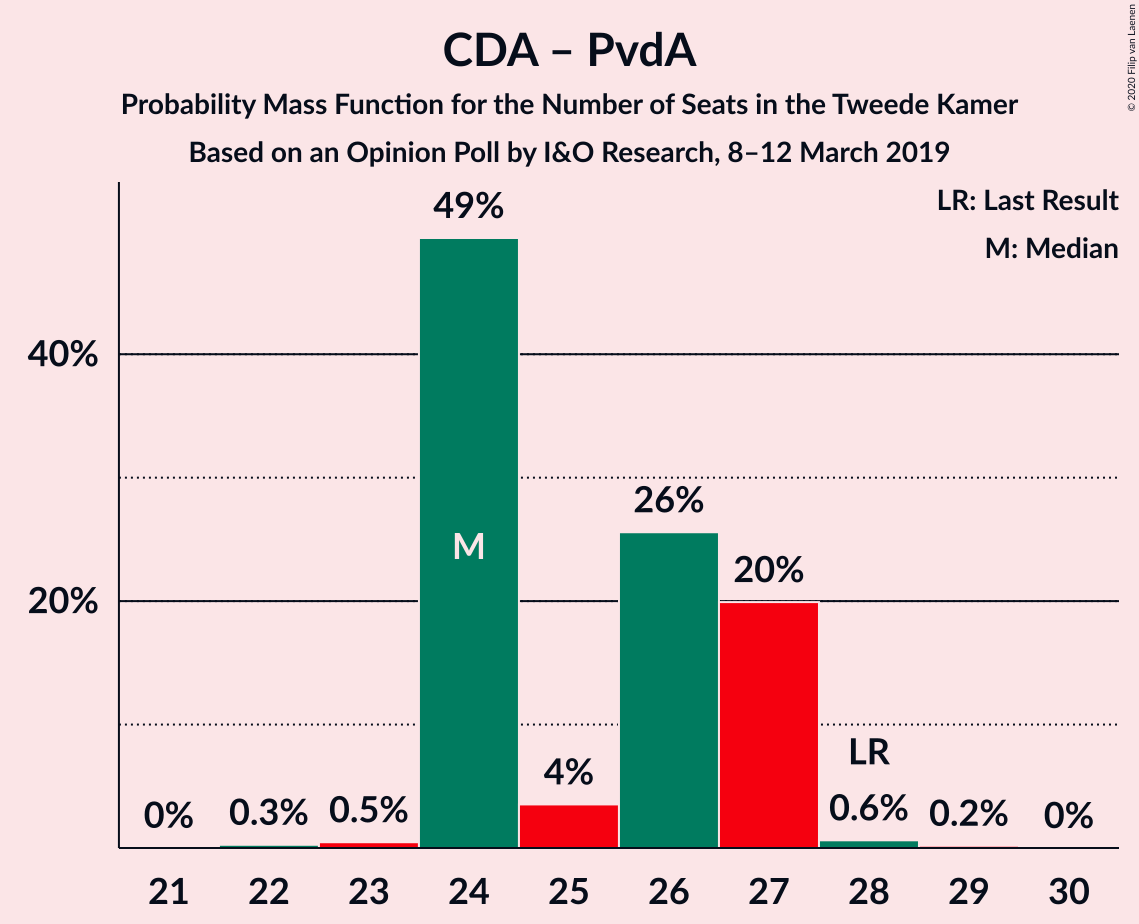 CDA – PvdA
Probability Mass Function for the Number of Seats in the Tweede Kamer
Based on an Opinion Poll by I&O Research, 8–12 March 2019
© 2020 Filip van Laenen
LR: Last Result
M: Median
49%
40%
26%
M
20%
20%
LR
4%
0% 0.3% 0.5% 0.6% 0.2% 0%
21 22 23 24 25 26 27 28 29 30